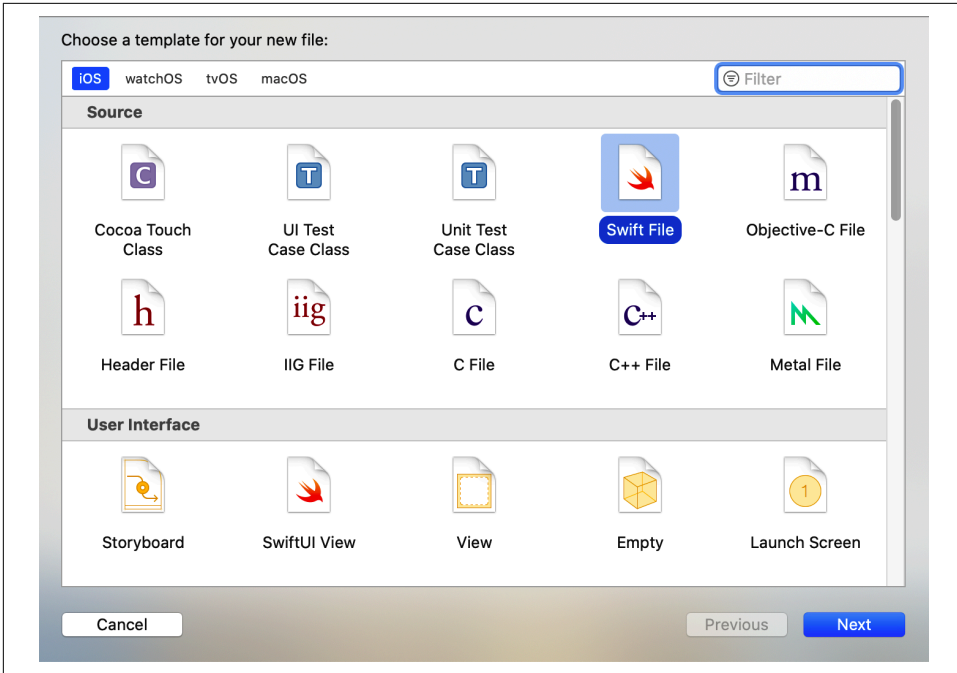 Choose a template for your new file:
iOS watchOS tvOS macOS Filter
Source
C T T m
Cocoa Touch Class UI Test Case Class Unit Test Case Class Swift File Objective-C File
h iig c C++
Header File IIG File C File C++ File Metal File
User Interface
1
Storyboard SwiftUI View View Empty Launch Screen
Cancel Previous Next